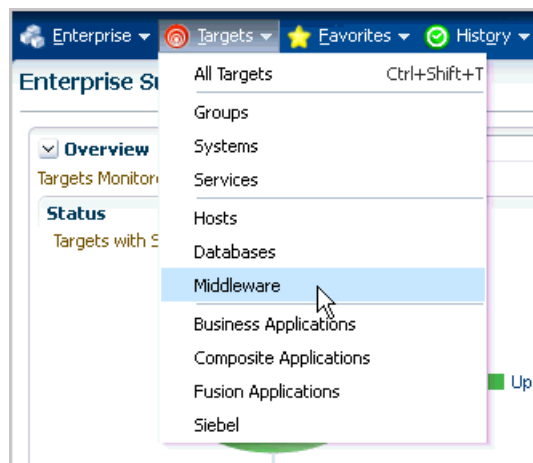 Enterprise Targets Favorites History
Enterprise Su
All Targets Ctrl+Shift+T
Groups
Overview
Systems
Targets Monitor
Services
Status
Hosts
Targets with S
Databases
Middleware
Business Applications
Composite Applications
Up
Fusion Applications
Siebel